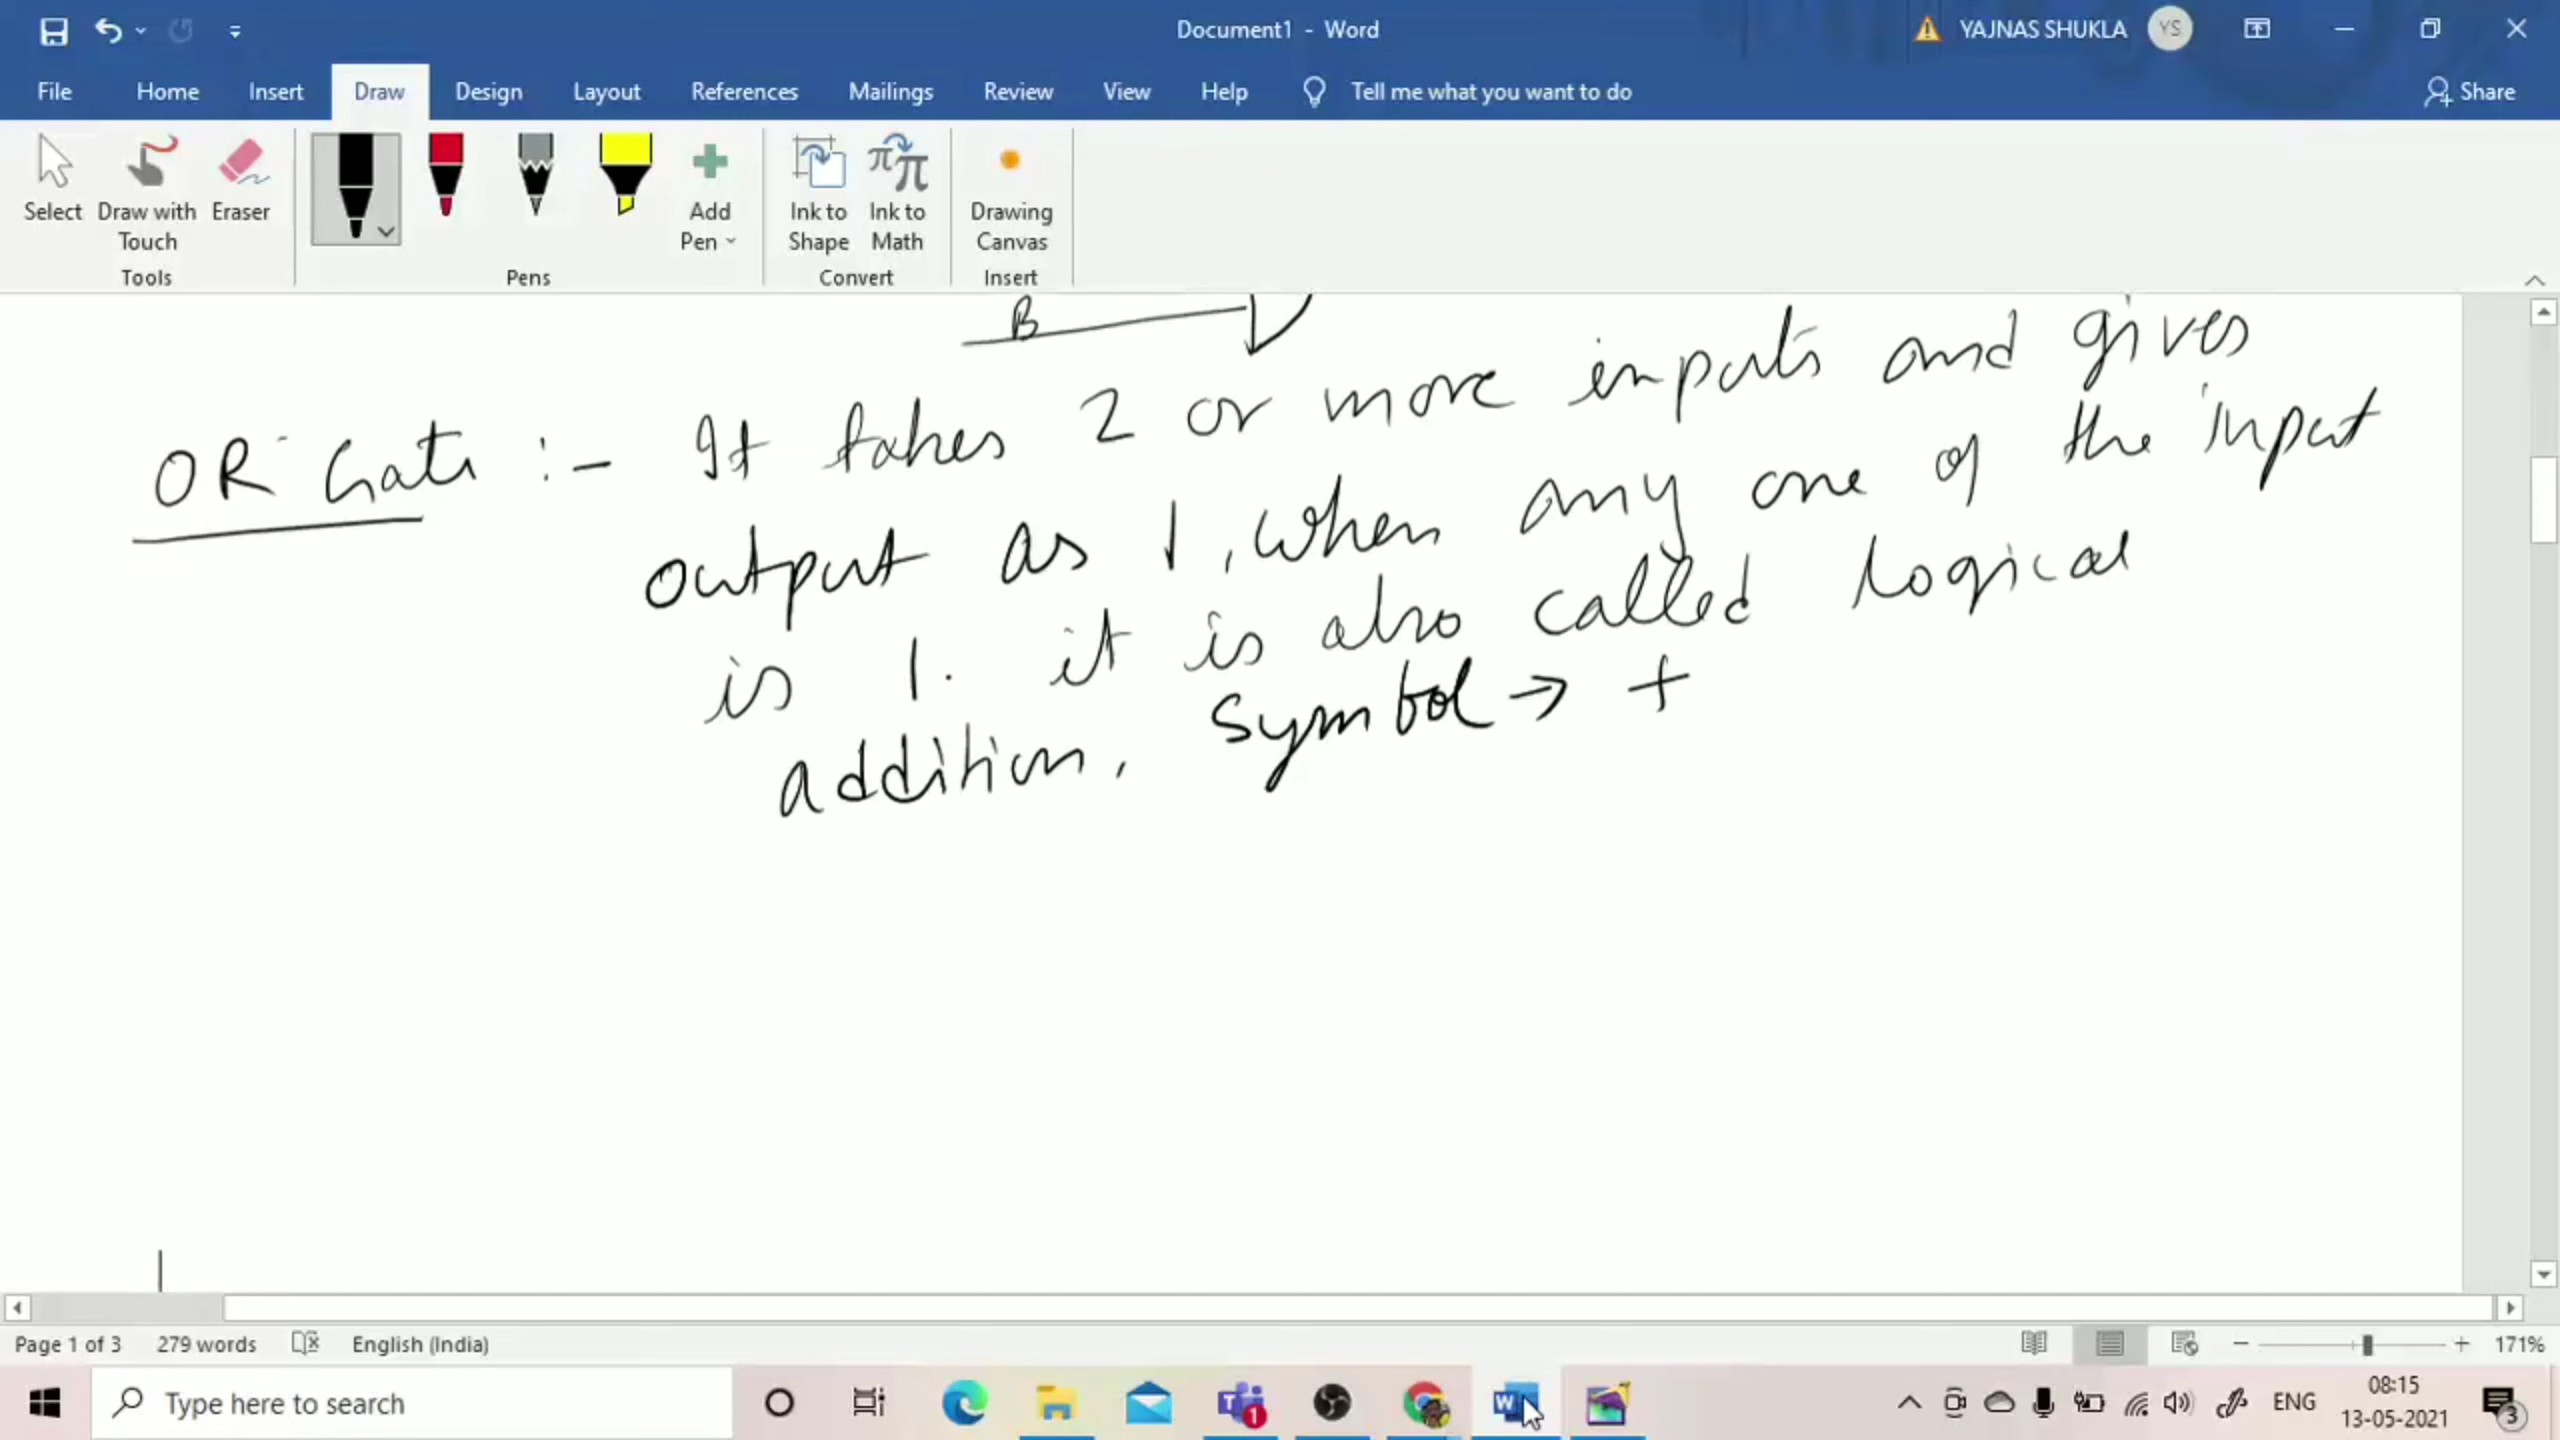 Document1 - Word
YAJNAS SHUKLA YS
File Home Insert Draw Design Layout References Mailings Review View Help Tell me what you want to do Share
Select Draw with Touch Eraser Add Pen Ink to Shape Ink to Math Drawing Canvas
Tools Pens Convert Insert
B
OR Gate :- It takes 2 or more inputs and gives
output as 1, when any one of the input
is 1. it is also called logical
addition, Symbol → +
Page 1 of 3 279 words English (India) 171%
Type here to search
T 1 W ENG 08:15
13-05-2021 3